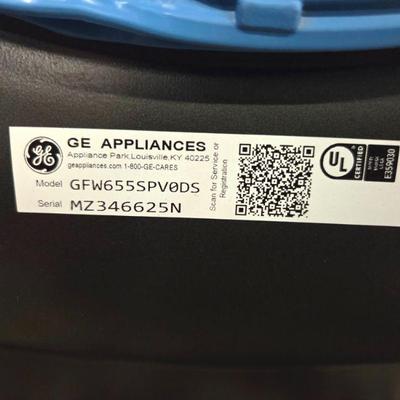 GE APPLIANCES
Appliance Park,Louisville,KY 40225
geappliances.com 1-800-GE-CARES
Model GFW655SPV0DS
Serial MZ346625N
Scan for Service or
Registration
UL
CERTIFIED
E359030